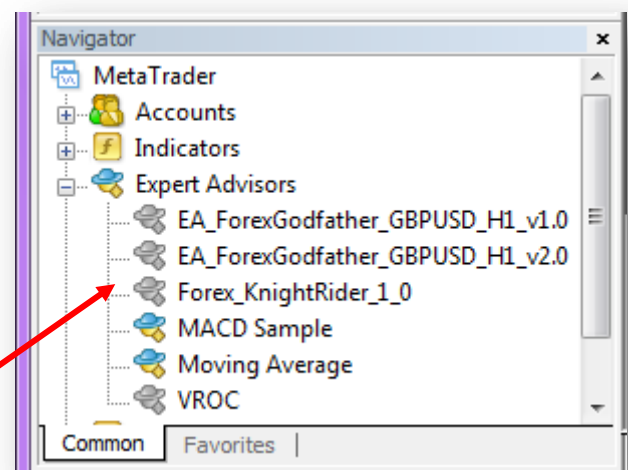 Navigator
MetaTrader
Accounts
Indicators
Expert Advisors
EA_ForexGodfather_GBPUSD_H1_v1.0
EA_ForexGodfather_GBPUSD_H1_v2.0
Forex_KnightRider_1_0
MACD Sample
Moving Average
VROC
Common Favorites